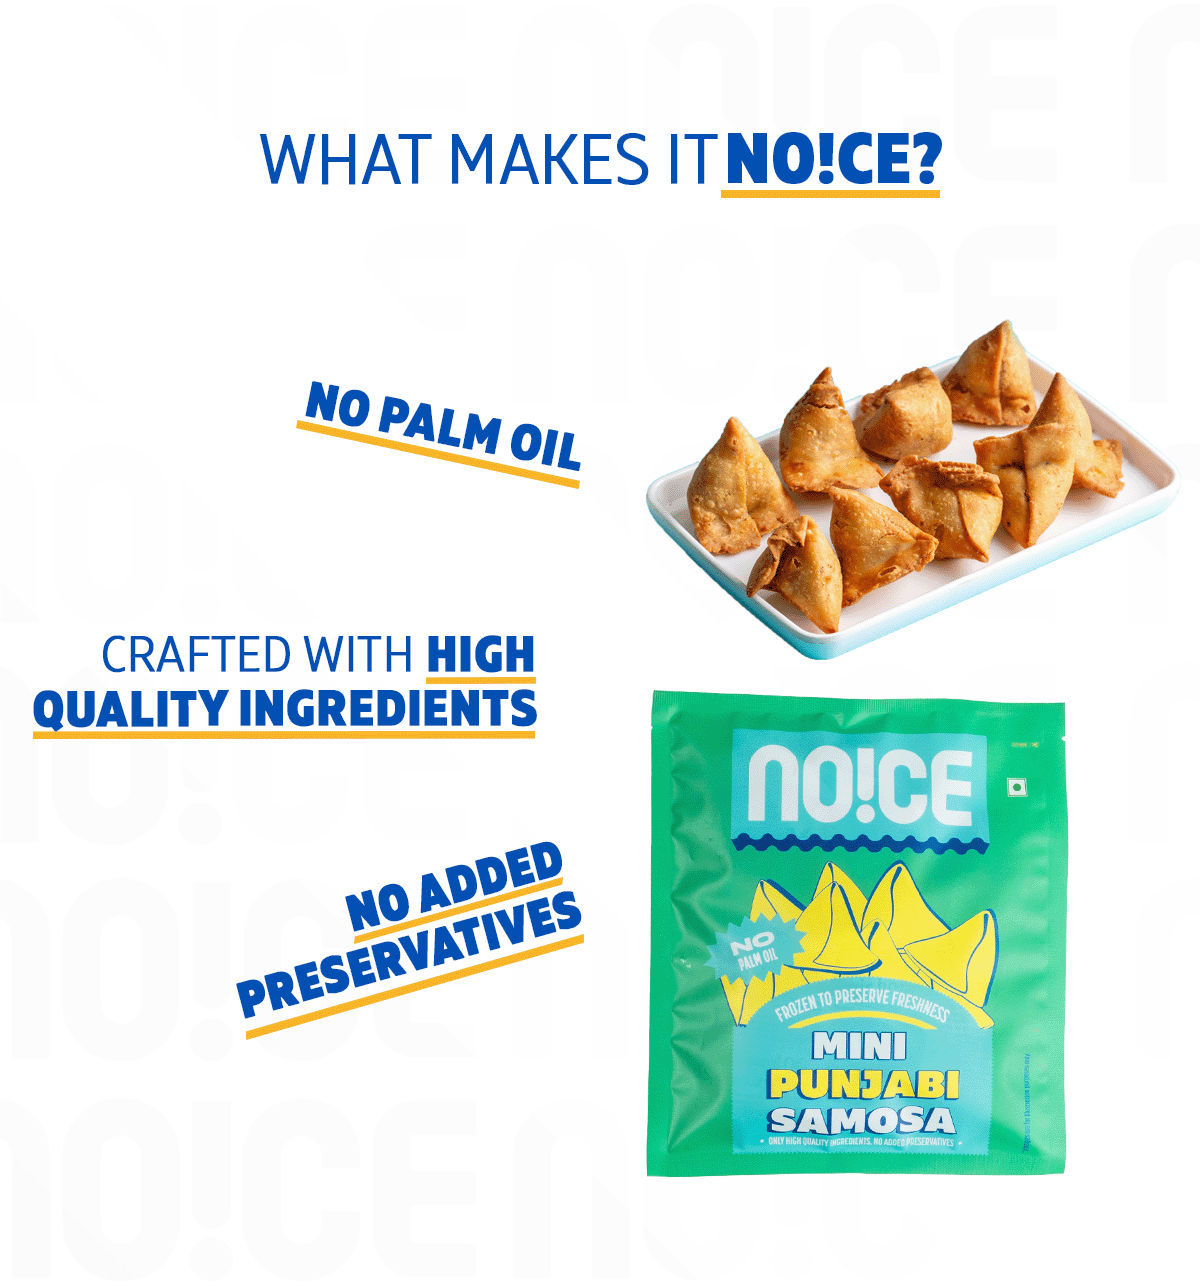 WHAT MAKES IT NO!CE?
NO PALM OIL
CRAFTED WITH HIGH
QUALITY INGREDIENTS
NO ADDED
PRESERVATIVES
NO!CE
NO
PALM OIL
FROZEN TO PRESERVE FRESHNESS
MINI
PUNJABI
SAMOSA
• ONLY HIGH QUALITY INGREDIENTS. NO ADDED PRESERVATIVES •